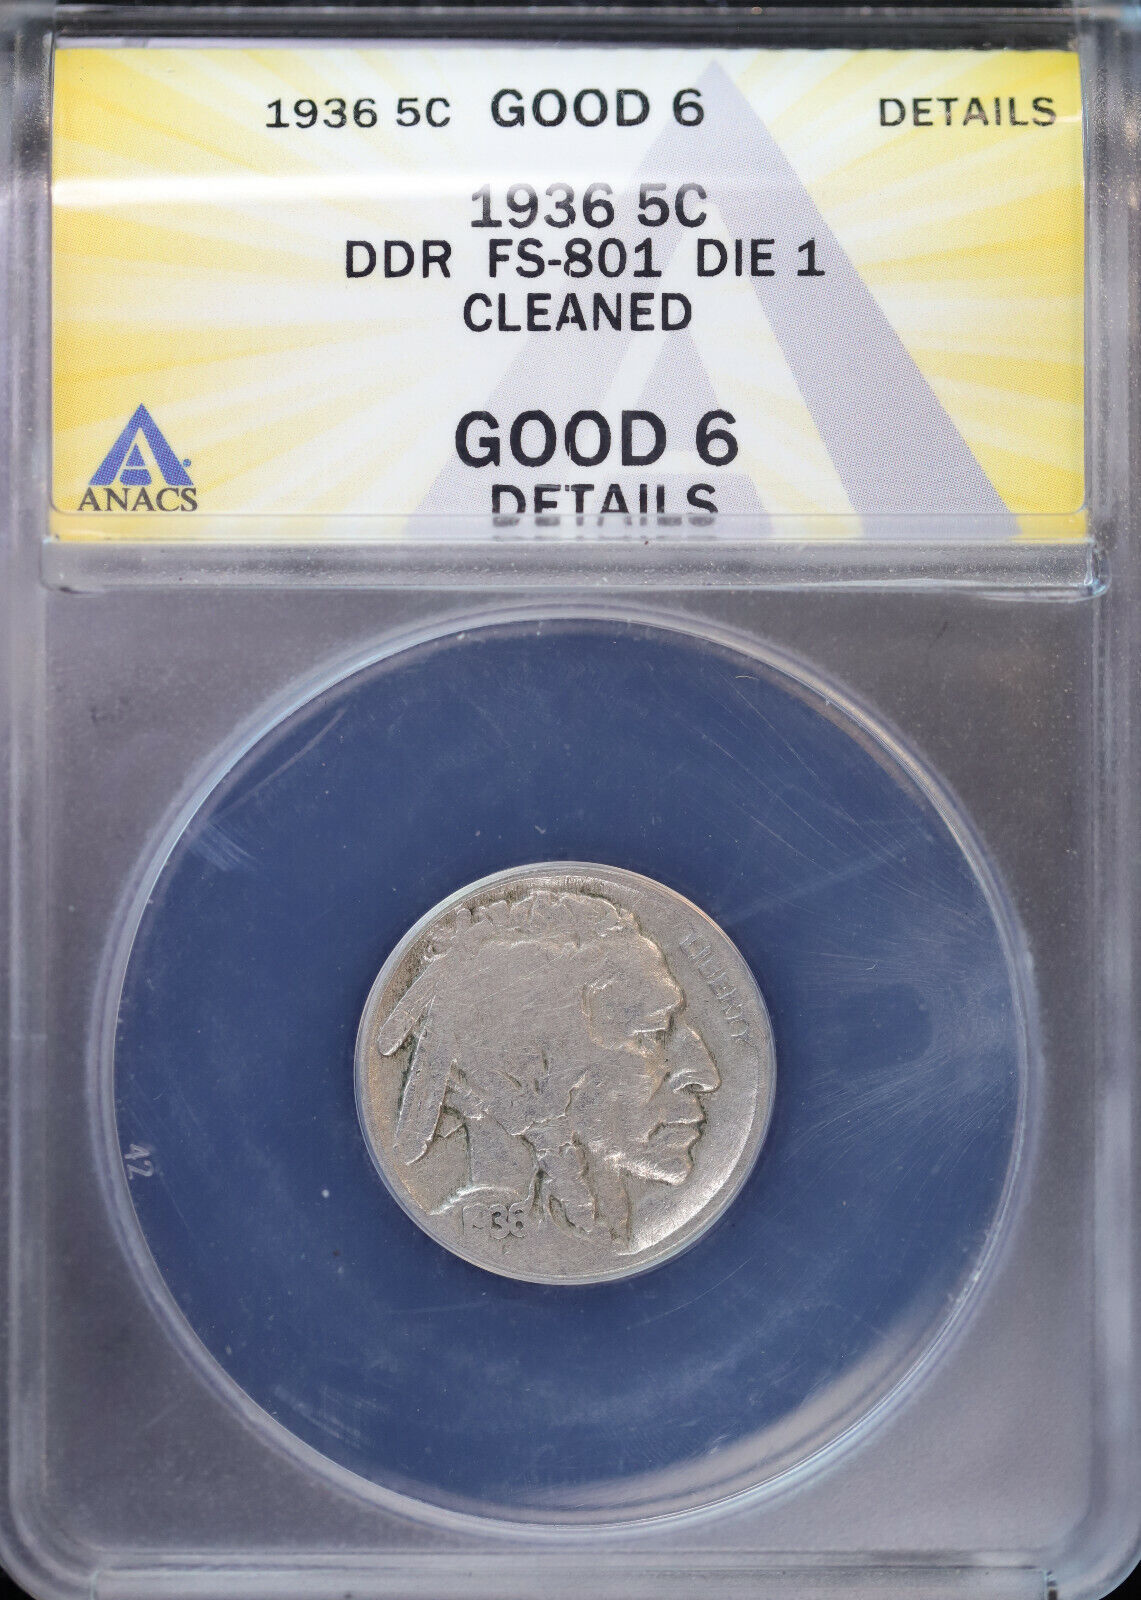 1936 5C GOOD 6 DETAILS
1936 5C
DDR FS-801 DIE 1
CLEANED
GOOD 6
DETAILS
ANACS
LIBERTY
42
1936